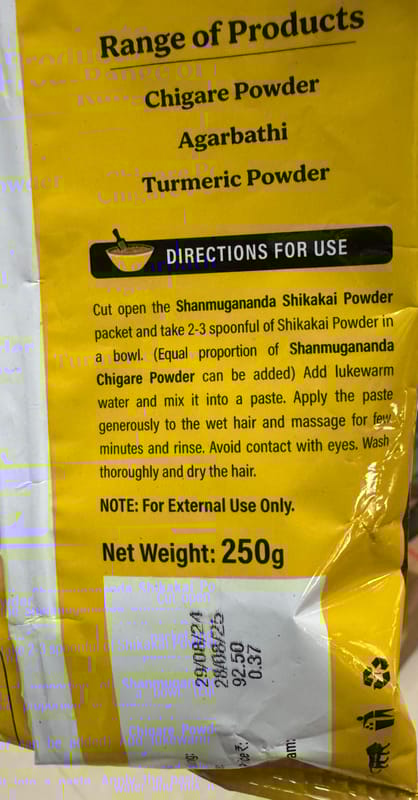 Range of Products
Chigare Powder
Agarbathi
Turmeric Powder
DIRECTIONS FOR USE
Cut open the Shanmugananda Shikakai Powder
packet and take 2-3 spoonful of Shikakai Powder in
a bowl. (Equal proportion of Shanmugananda
Chigare Powder can be added) Add lukewarm
water and mix it into a paste. Apply the paste
generously to the wet hair and massage for few
minutes and rinse. Avoid contact with eyes. Wash
thoroughly and dry the hair.
NOTE: For External Use Only.
Net Weight: 250g
29/08/24
28/08/25
92.50
0.37